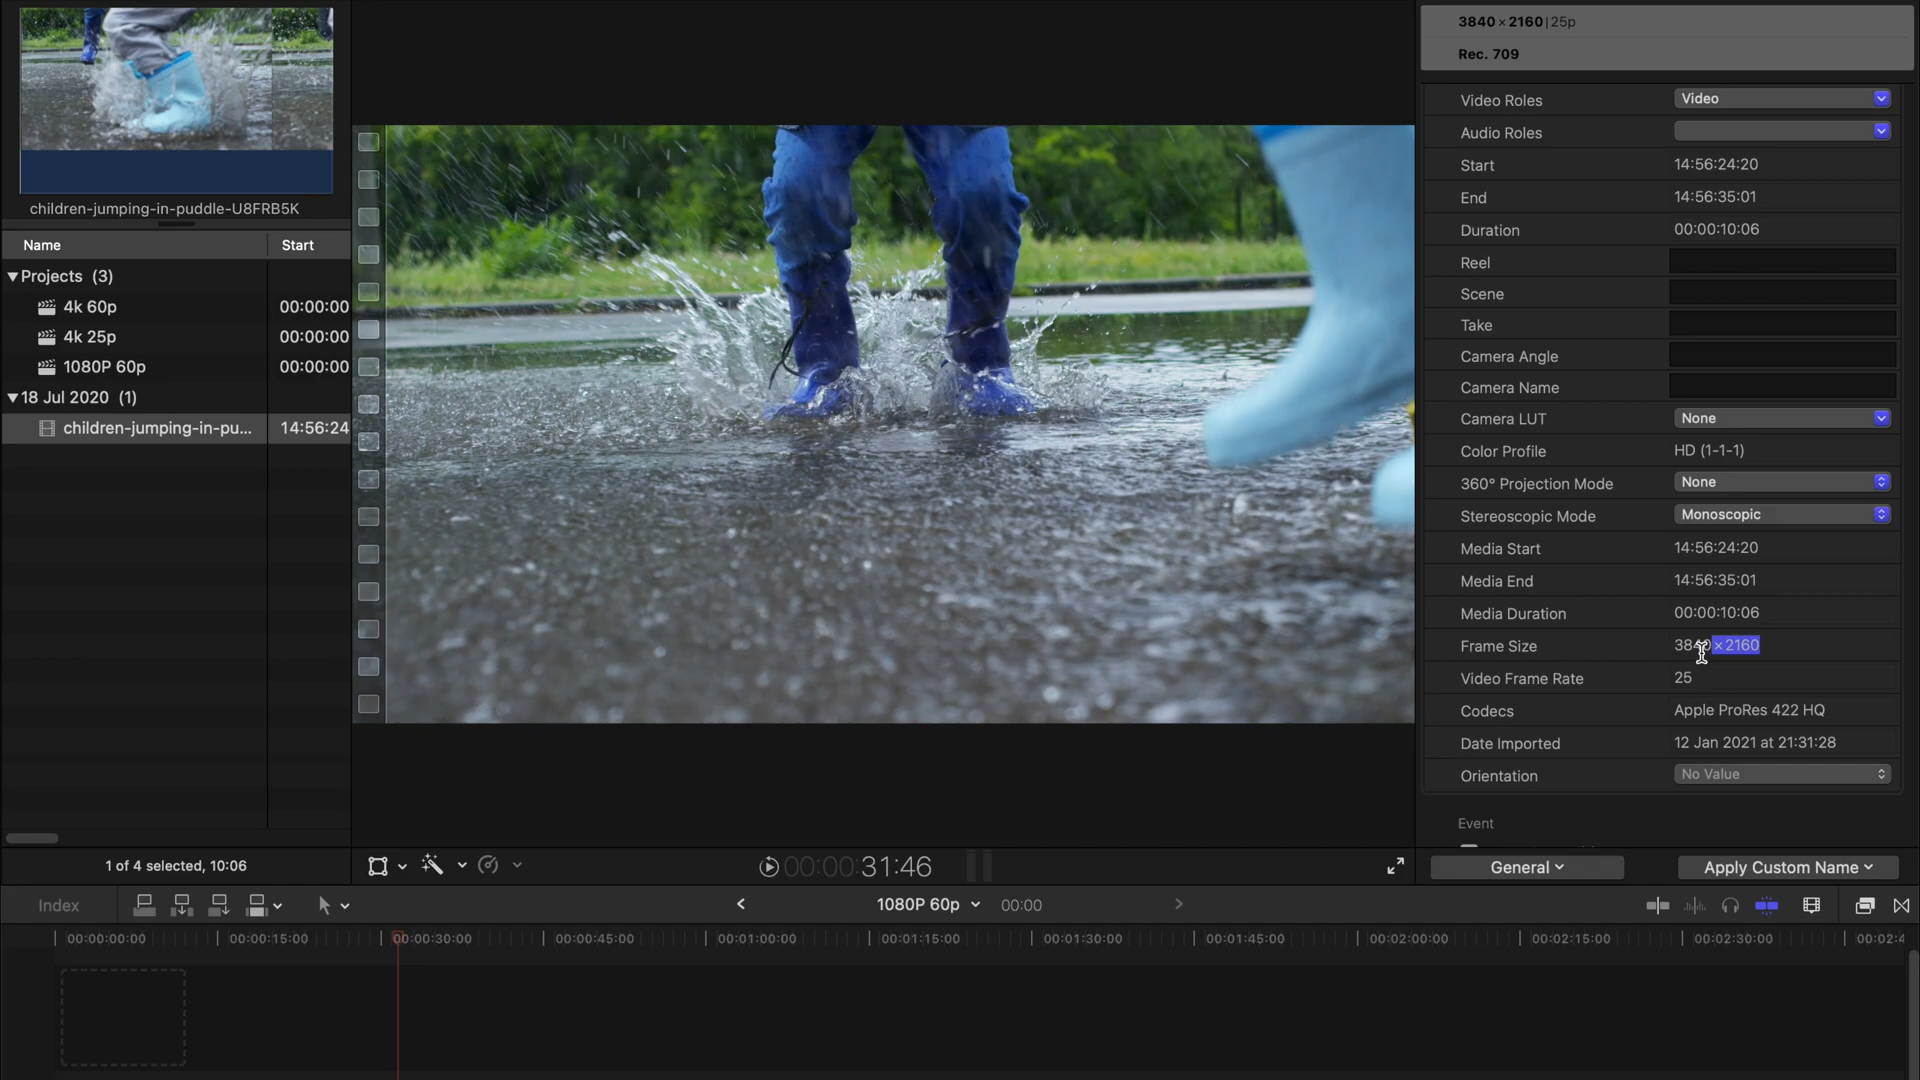 3840 × 2160 | 25p
Rec. 709
children-jumping-in-puddle-U8FRB5K
Name Start
Projects (3)
4k 60p 00:00:00
4k 25p 00:00:00
1080P 60p 00:00:00
18 Jul 2020 (1)
children-jumping-in-pu... 14:56:24
1 of 4 selected, 10:06
Video Roles Video
Audio Roles
Start 14:56:24:20
End 14:56:35:01
Duration 00:00:10:06
Reel
Scene
Take
Camera Angle
Camera Name
Camera LUT None
Color Profile HD (1-1-1)
360° Projection Mode None
Stereoscopic Mode Monoscopic
Media Start 14:56:24:20
Media End 14:56:35:01
Media Duration 00:00:10:06
Frame Size 3840 × 2160
Video Frame Rate 25
Codecs Apple ProRes 422 HQ
Date Imported 12 Jan 2021 at 21:31:28
Orientation No Value
Event
00:00:31:46
General Apply Custom Name
Index 1080P 60p 00:00
00:00:00:00 00:00:15:00 00:00:30:00 00:00:45:00 00:01:00:00 00:01:15:00 00:01:30:00 00:01:45:00 00:02:00:00 00:02:15:00 00:02:30:00 00:02:4